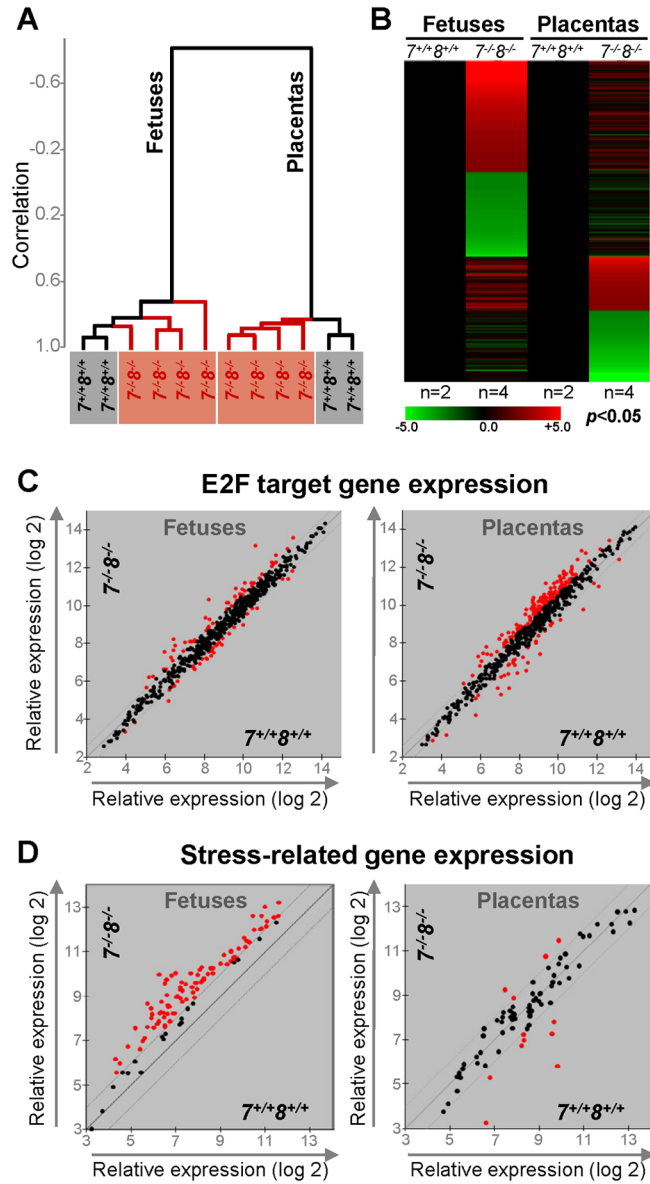 A
Correlation
-0.6
-0.2
0.2
0.6
1.0
Fetuses
Placentas
7+/+8+/+
7+/+8+/+
7-/-8-/-
7-/-8-/-
7-/-8-/-
7-/-8-/-
7-/-8-/-
7-/-8-/-
7-/-8-/-
7-/-8-/-
7+/+8+/+
7+/+8+/+
B
Fetuses Placentas
7+/+8+/+ 7-/-8-/- 7+/+8+/+ 7-/-8-/-
n=2 n=4 n=2 n=4
-5.0 0.0 +5.0
p<0.05
C
E2F target gene expression
Fetuses
Relative expression (log 2)
7-/-8-/-
14
12
10
8
6
4
2
7+/+8+/+
2 4 6 8 10 12 14
Relative expression (log 2)
Placentas
Relative expression (log 2)
7-/-8-/-
14
12
10
8
6
4
2
7+/+8+/+
2 4 6 8 10 12 14
Relative expression (log 2)
D
Stress-related gene expression
Fetuses
Relative expression (log 2)
7-/-8-/-
13
11
9
7
5
3
7+/+8+/+
3 5 7 9 11 13
Relative expression (log 2)
Placentas
Relative expression (log 2)
7-/-8-/-
13
11
9
7
5
3
7+/+8+/+
3 5 7 9 11 13
Relative expression (log 2)